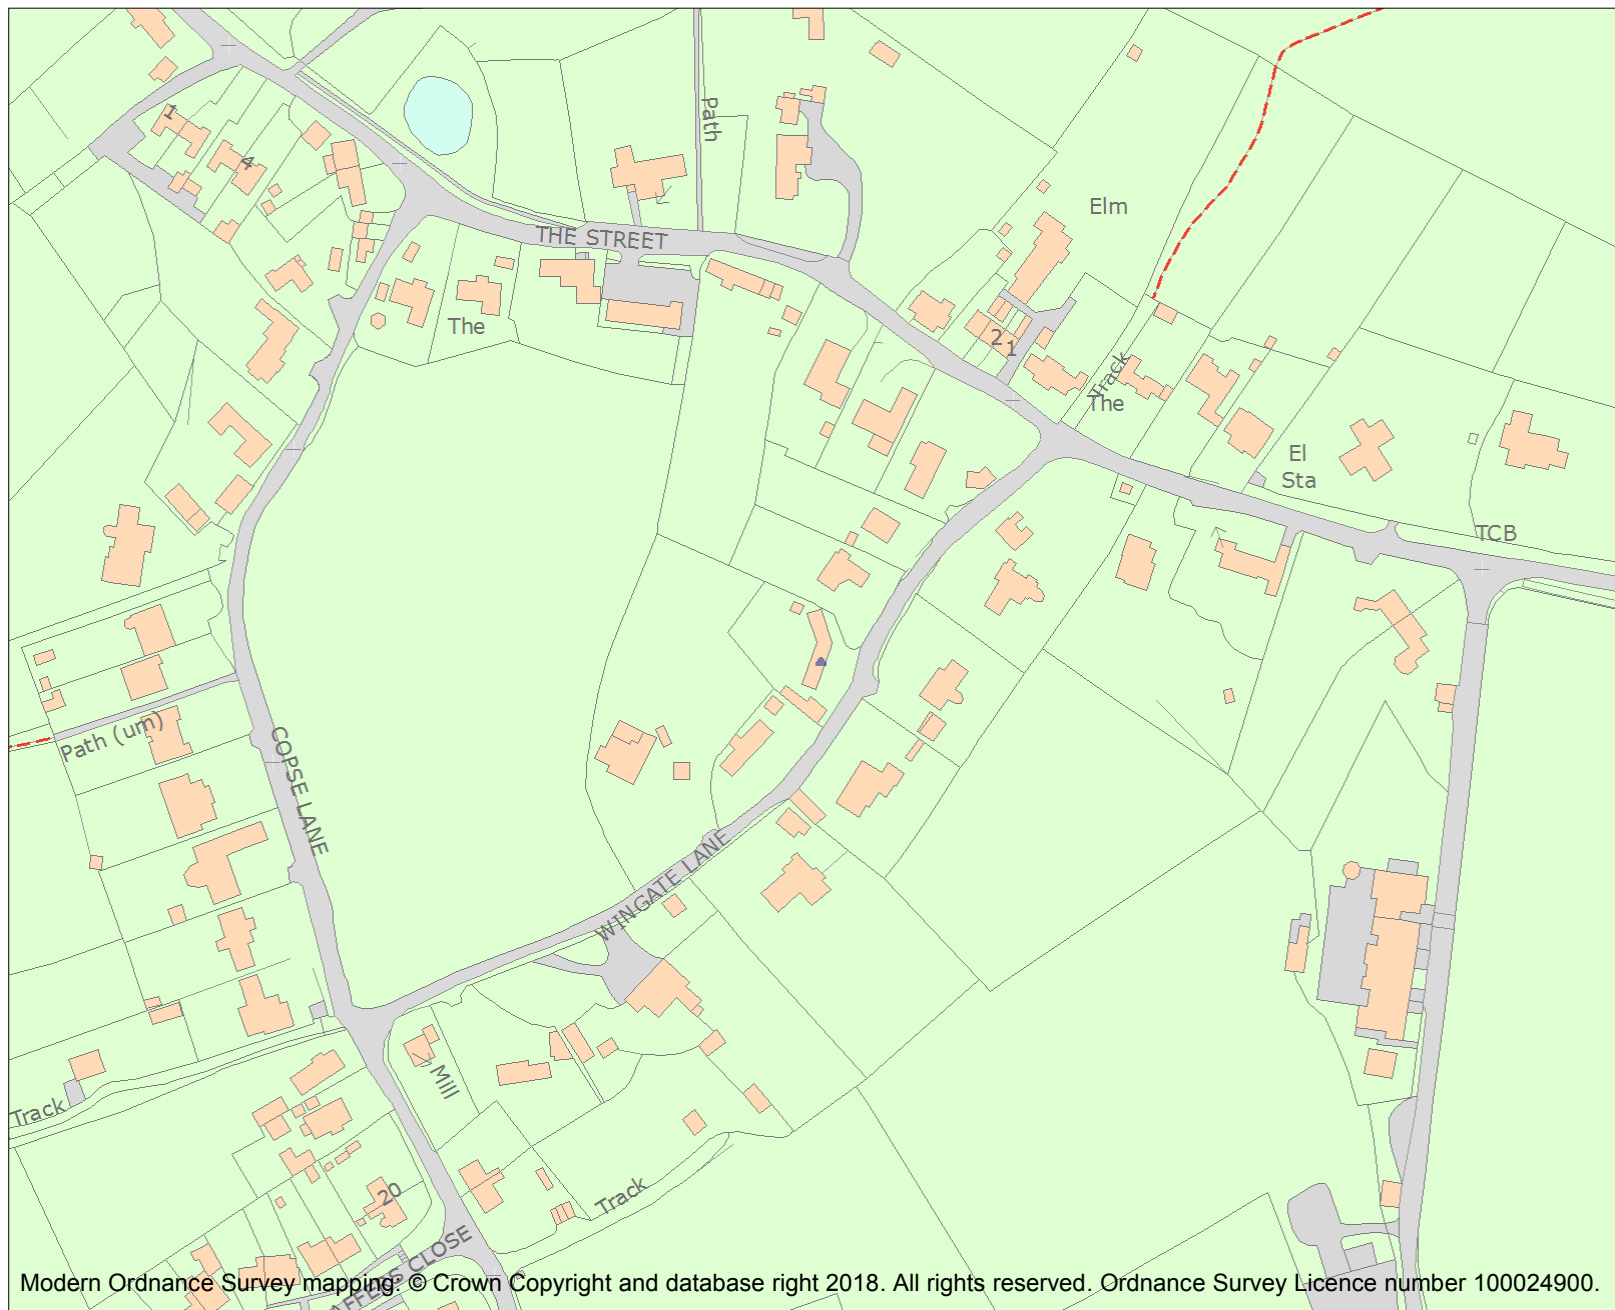 1
4
Path
Elm
THE STREET
The
2
1
Track
The
El
Sta
TCB
Path (um)
COPSE LANE
WINGATE LANE
Mill
Track
20
Track
AFFERS CLOSE
Modern Ordnance Survey mapping: © Crown Copyright and database right 2018. All rights reserved. Ordnance Survey Licence number 100024900.